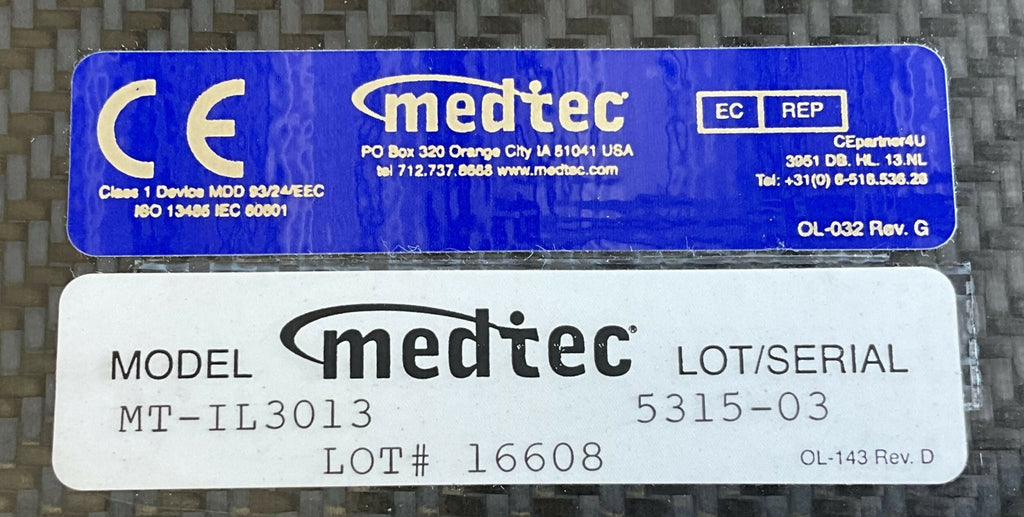 CE
medtec
PO Box 320 Orange City IA 51041 USA
tel 712.737.8688 www.medtec.com
Class 1 Device MDD 93/24/EEC
ISO 13485 IEC 60601
EC REP
CEpartner4U
3951 DB. HL. 13.NL
Tel: +31(0) 6-516.536.26
OL-032 Rev. G
MODEL medtec LOT/SERIAL
MT-IL3013 5315-03
LOT# 16608
OL-143 Rev. D